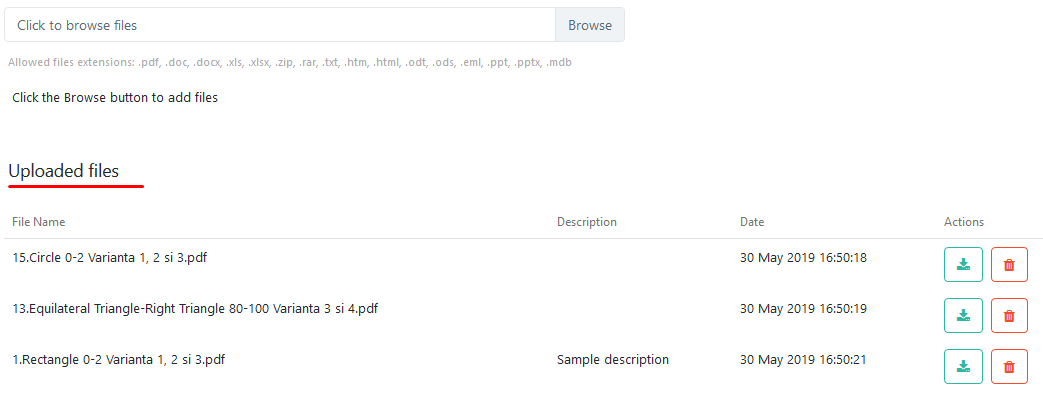 Click to browse files Browse
Allowed files extensions: .pdf, .doc, .docx, .xls, .xlsx, .zip, .rar, .txt, .htm, .html, .odt, .ods, .eml, .ppt, .pptx, .mdb
Click the Browse button to add files
Uploaded files
File Name Description Date Actions
15.Circle 0-2 Varianta 1, 2 si 3.pdf 30 May 2019 16:50:18
13.Equilateral Triangle-Right Triangle 80-100 Varianta 3 si 4.pdf 30 May 2019 16:50:19
1.Rectangle 0-2 Varianta 1, 2 si 3.pdf Sample description 30 May 2019 16:50:21